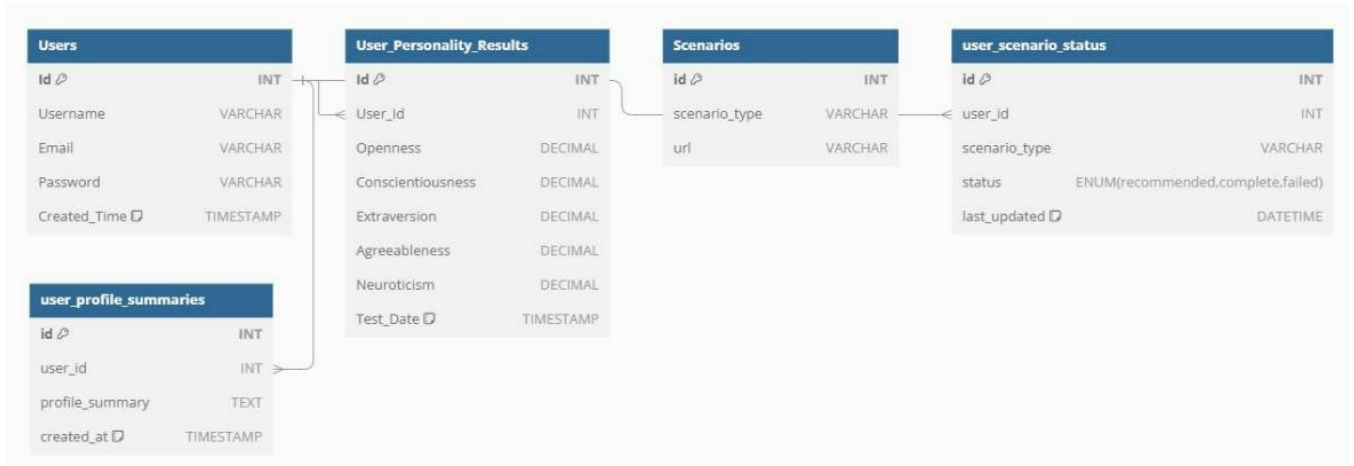 Users
Id INT
Username VARCHAR
Email VARCHAR
Password VARCHAR
Created_Time TIMESTAMP
user_profile_summaries
id INT
user_id INT
profile_summary TEXT
created_at TIMESTAMP
User_Personality_Results
Id INT
User_Id INT
Openness DECIMAL
Conscientiousness DECIMAL
Extraversion DECIMAL
Agreeableness DECIMAL
Neuroticism DECIMAL
Test_Date TIMESTAMP
Scenarios
id INT
scenario_type VARCHAR
url VARCHAR
user_scenario_status
id INT
user_id INT
scenario_type VARCHAR
status ENUM(recommended,complete,failed)
last_updated DATETIME